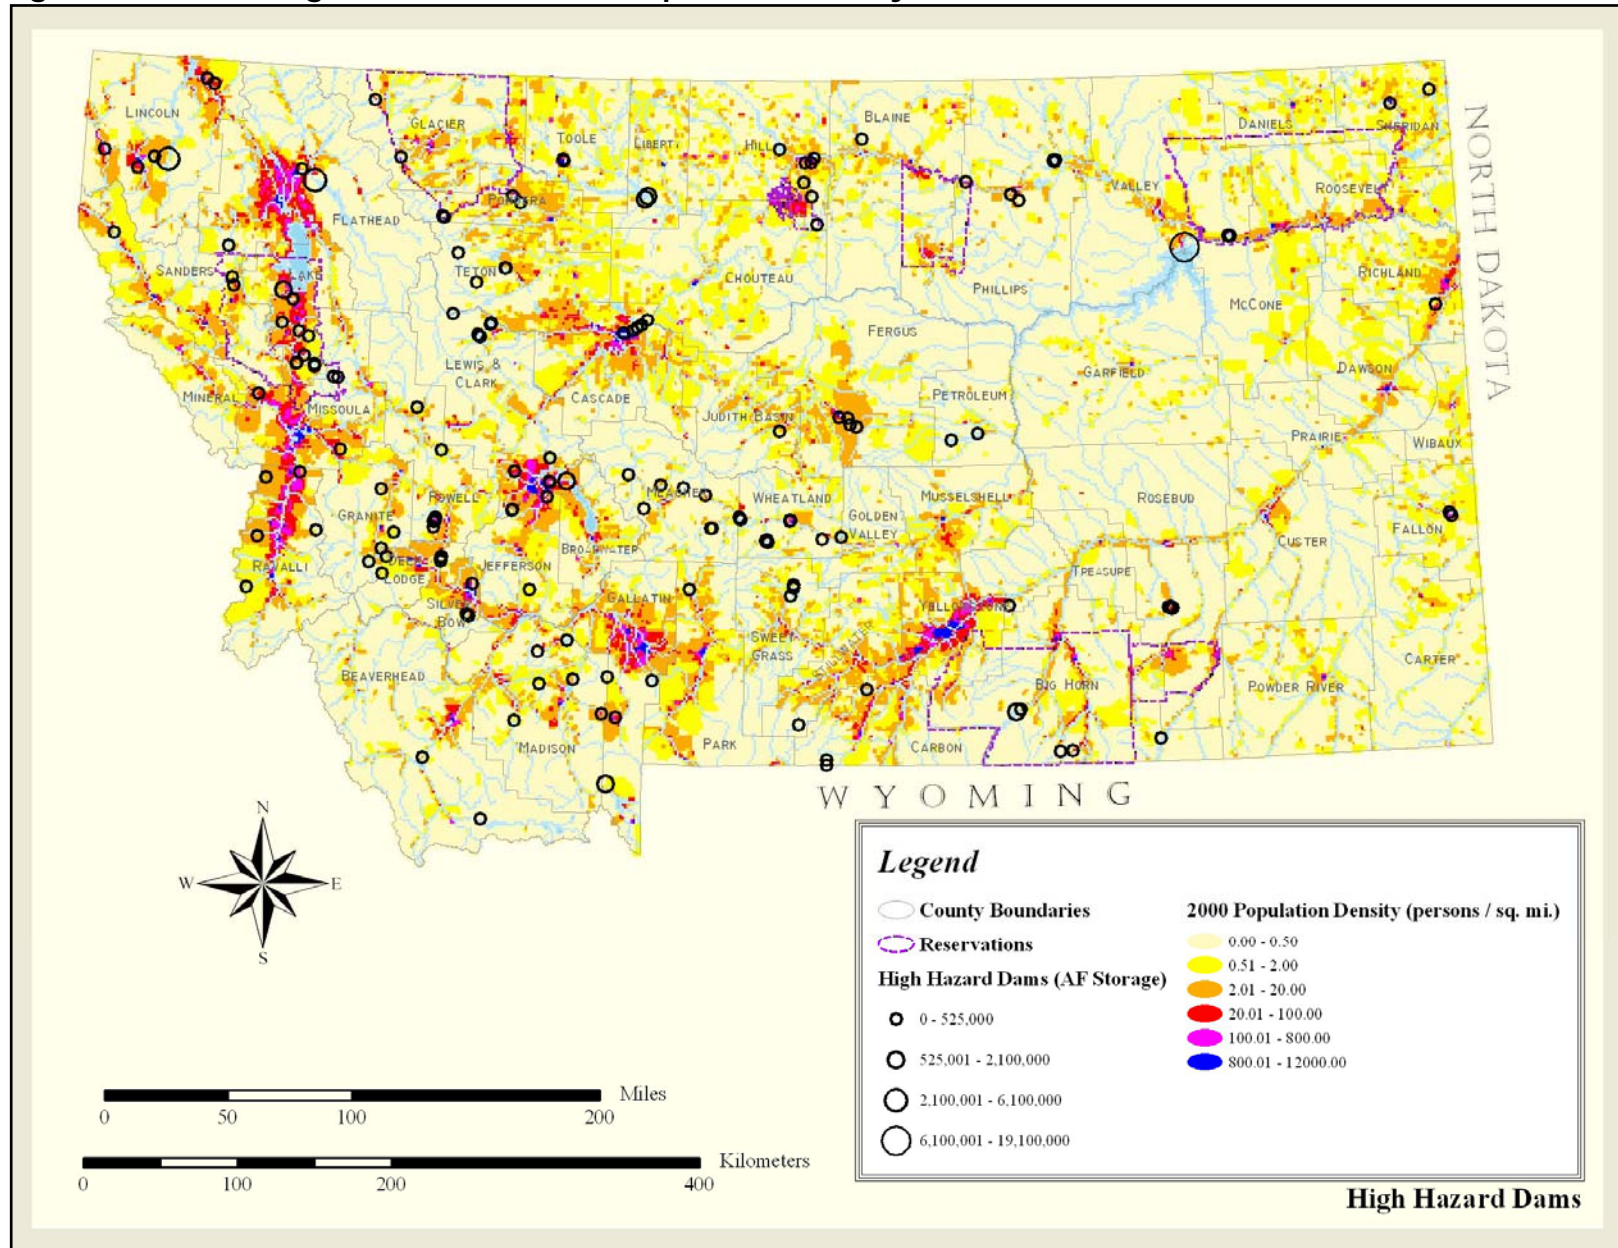 LINCOLN
GLACIER
TOOLE
HILL
BLAINE
DANIELS
SHERIDAN
NORTH DAKOTA
FLATHEAD
PONDERA
VALLEY
ROOSEVELT
SANDERS
LAKE
TETON
CHOUTEAU
PHILLIPS
MCCONE
RICHLAND
FERGUS
LEWIS &
CLARK
GARFIELD
DAWSON
MINERAL
MISSOULA
CASCADE
JUDITH BASIN
PETROLEUM
PRAIRIE
WIBAUX
POWELL
MEAGHER
WHEATLAND
MUSSELSHELL
ROSEBUD
GRANITE
GOLDEN
VALLEY
FALLON
BROADWATER
CUSTER
RAVALLI
DEER
LODGE
JEFFERSON
TREASURE
SILVER
BOW
GALLATIN
YELLOWSTONE
SWEET
GRASS
STILLWATER
BEAVERHEAD
BIG HORN
POWDER RIVER
CARTER
MADISON
PARK
CARBON
WYOMING
N
W
E
S
Legend
County Boundaries
Reservations
High Hazard Dams (AF Storage)
0 - 525,000
525,001 - 2,100,000
2,100,001 - 6,100,000
6,100,001 - 19,100,000
2000 Population Density (persons / sq. mi.)
0.00 - 0.50
0.51 - 2.00
2.01 - 20.00
20.01 - 100.00
100.01 - 800.00
800.01 - 12000.00
Miles
0 50 100 200
Kilometers
0 100 200 400
High Hazard Dams